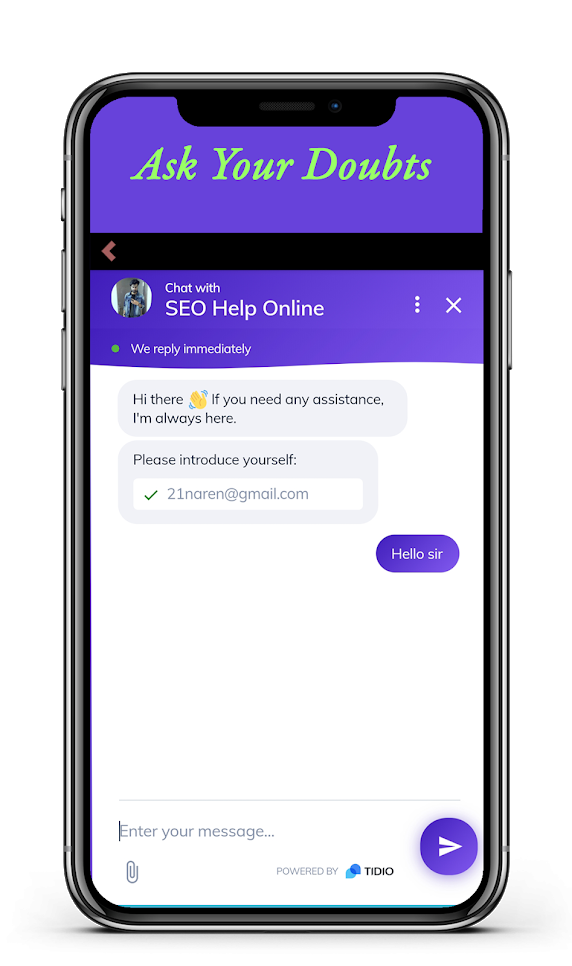 Ask Your Doubts
Chat with
SEO Help Online
We reply immediately
Hi there 👋 If you need any assistance,
I'm always here.
Please introduce yourself:
21naren@gmail.com
Hello sir
Enter your message...
POWERED BY TIDIO